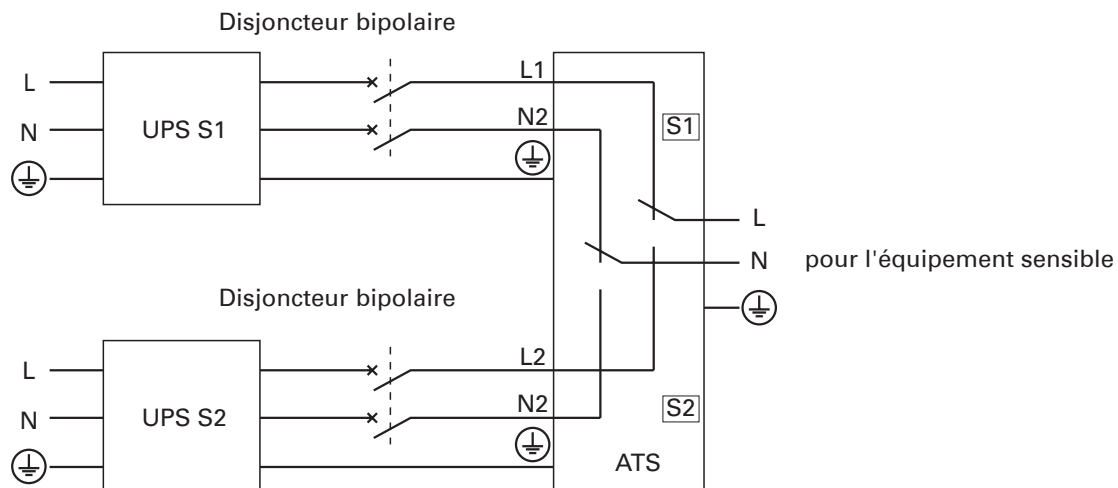 Disjoncteur bipolaire
L
L1
N
UPS S1
N2
S1
L
N
pour l'équipement sensible
Disjoncteur bipolaire
L
L2
N
UPS S2
N2
S2
ATS